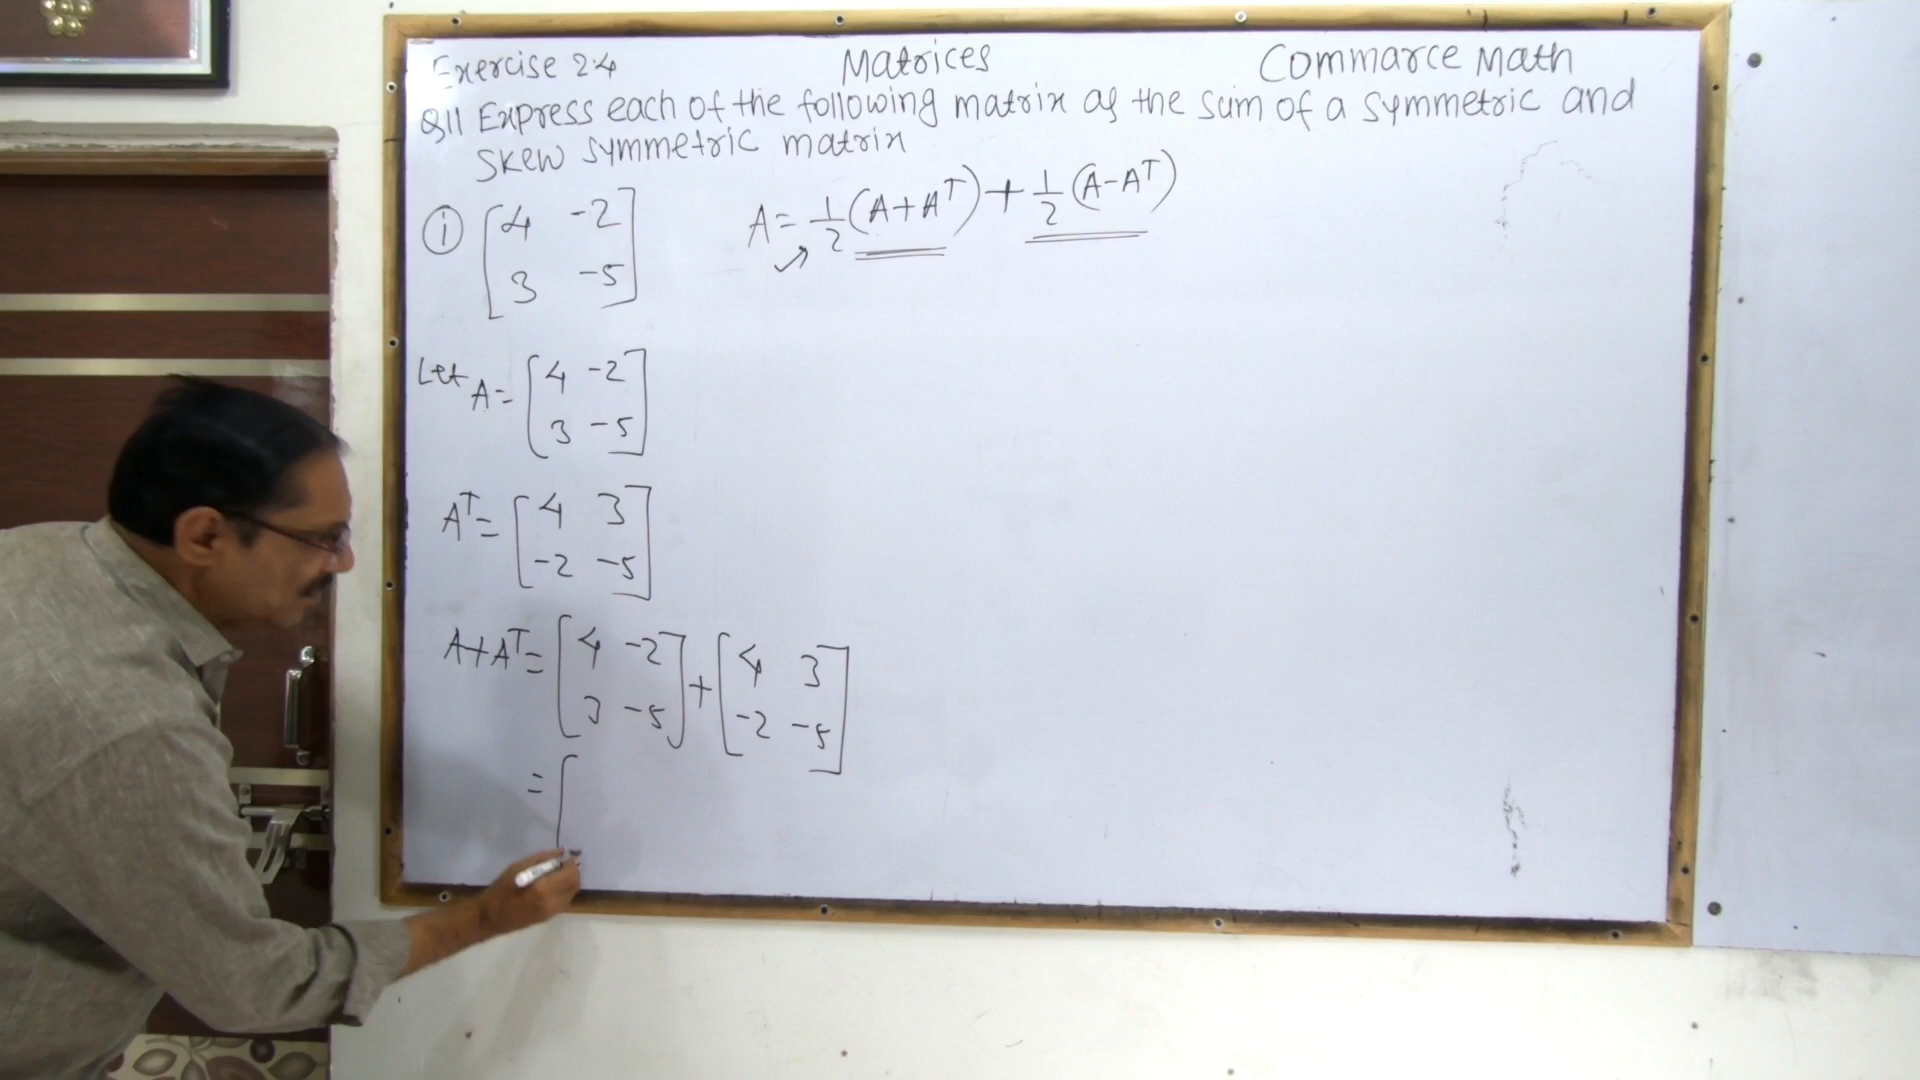 Exercise 2.4 Matrices Commarce Math
Q11 Express each of the following matrix as the sum of a symmetric and
skew symmetric matrix
① [4 -2
3 -5]
A = 1/2 (A+A^T) + 1/2 (A-A^T)
Let A = [4 -2
3 -5]
A^T = [4 3
-2 -5]
A+A^T = [4 -2
3 -5] + [4 3
-2 -5]
= [